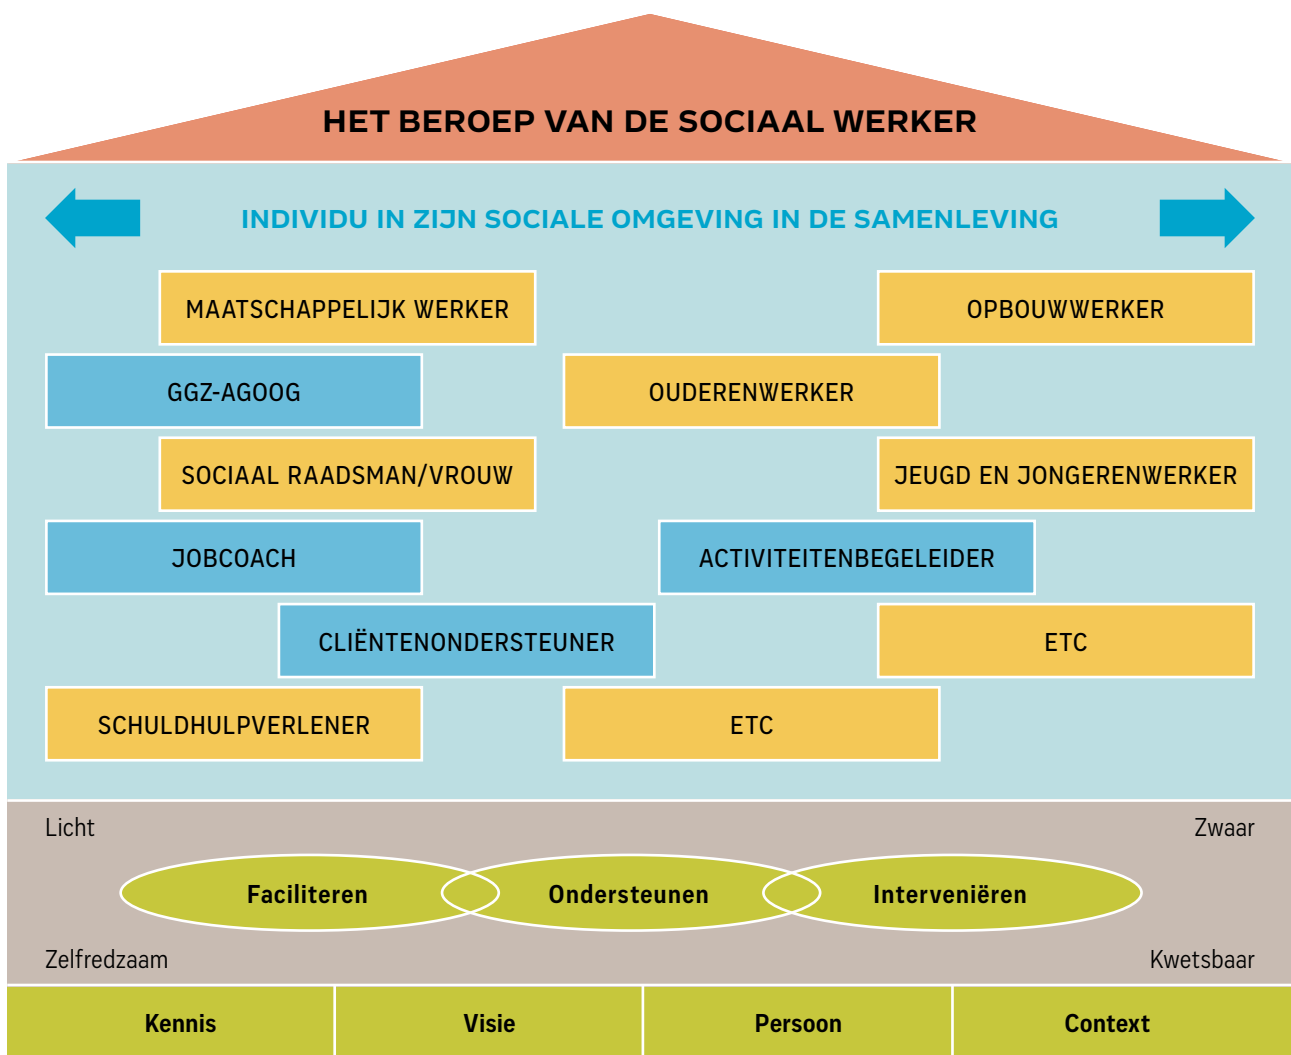 HET BEROEP VAN DE SOCIAAL WERKER
INDIVIDU IN ZIJN SOCIALE OMGEVING IN DE SAMENLEVING
MAATSCHAPPELIJK WERKER
OPBOUWWERKER
GGZ-AGOOG
OUDERENWERKER
SOCIAAL RAADSMAN/VROUW
JEUGD EN JONGERENWERKER
JOBCOACH
ACTIVITEITENBEGELEIDER
CLIËNTENONDERSTEUNER
ETC
SCHULDHULPVERLENER
ETC
Licht
Zwaar
Faciliteren
Ondersteunen
Interveniëren
Zelfredzaam
Kwetsbaar
Kennis
Visie
Persoon
Context